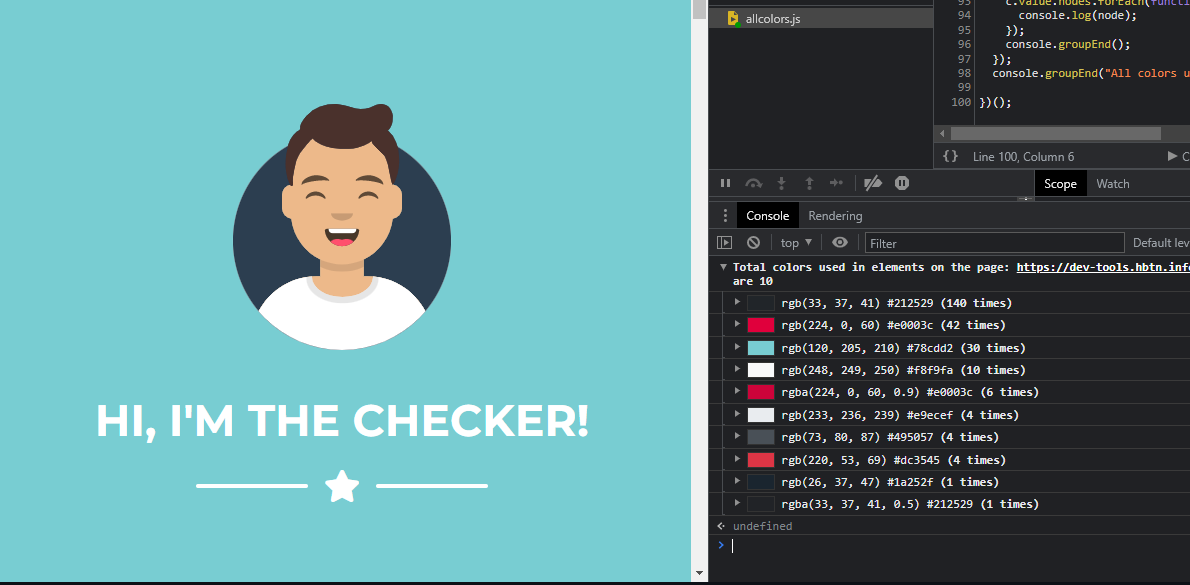 HI, I'M THE CHECKER!
allcolors.js
93
94 console.log(node);
95 });
96 console.groupEnd();
97 });
98 console.groupEnd("All colors u
99
100 })();
{} Line 100, Column 6
Scope Watch
Console Rendering
top Filter Default lev
Total colors used in elements on the page: https://dev-tools.hbtn.info
are 10
rgb(33, 37, 41) #212529 (140 times)
rgb(224, 0, 60) #e0003c (42 times)
rgb(120, 205, 210) #78cdd2 (30 times)
rgb(248, 249, 250) #f8f9fa (10 times)
rgba(224, 0, 60, 0.9) #e0003c (6 times)
rgb(233, 236, 239) #e9ecef (4 times)
rgb(73, 80, 87) #495057 (4 times)
rgb(220, 53, 69) #dc3545 (4 times)
rgb(26, 37, 47) #1a252f (1 times)
rgba(33, 37, 41, 0.5) #212529 (1 times)
undefined